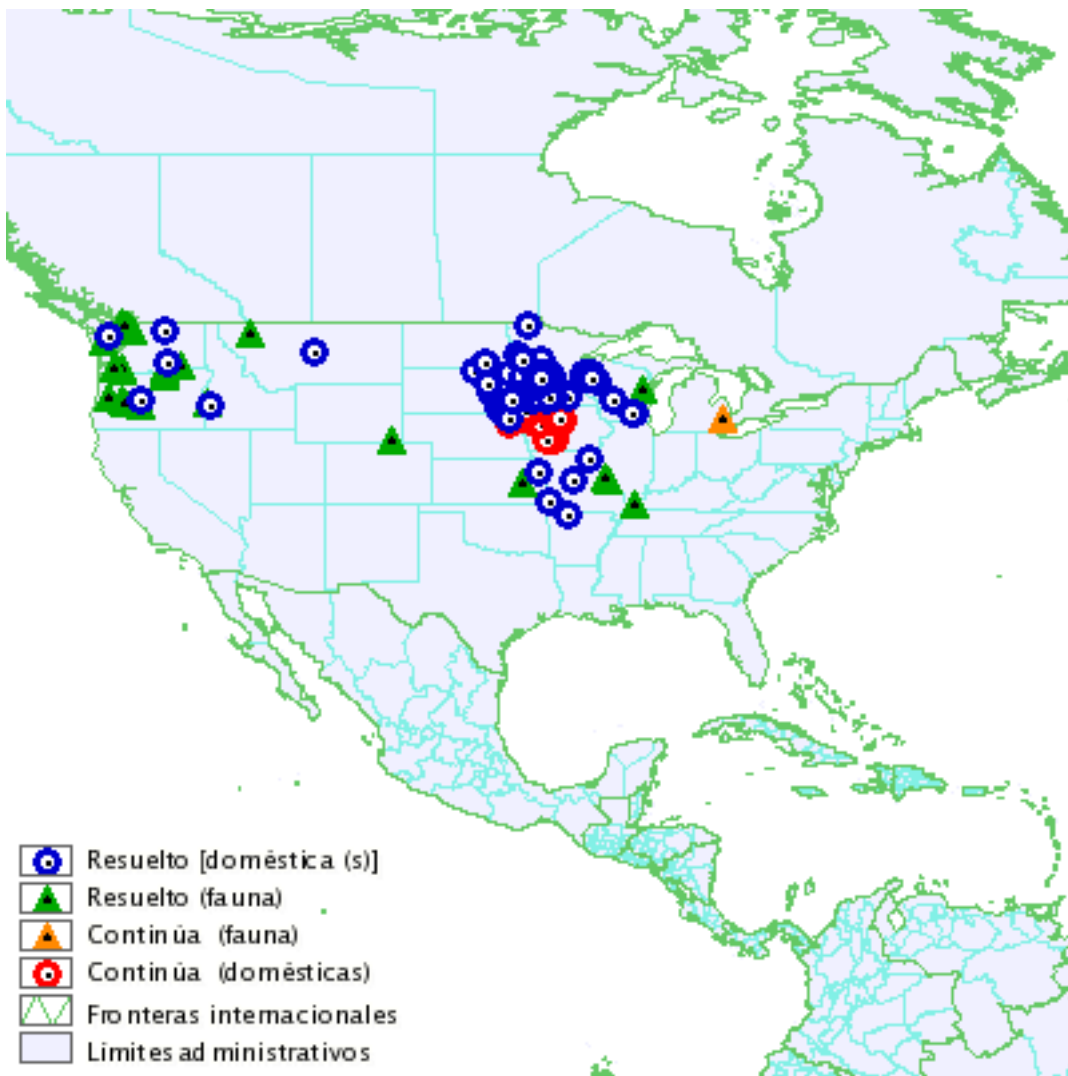 Resuelto [doméstica (s)]
Resuelto (fauna)
Continúa (fauna)
Continúa (domésticas)
Fronteras internacionales
Límites administrativos